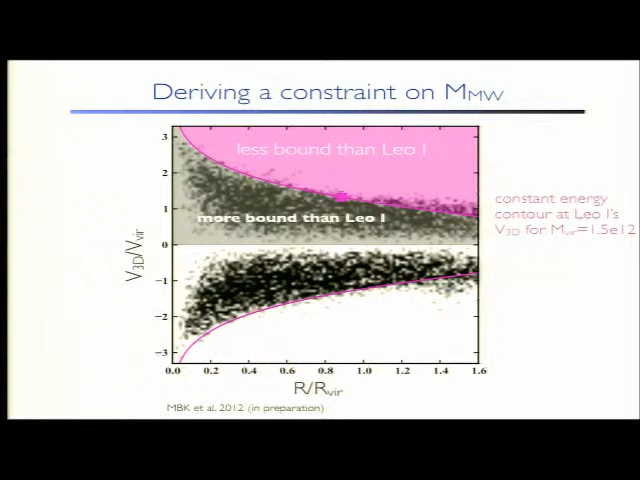 Deriving a constraint on MMW
less bound than Leo I
more bound than Leo I
constant energy
contour at Leo I's
V3D for Mvir=1.5e12
V3D/Vvir
3
2
1
0
−1
−2
−3
0.0 0.2 0.4 0.6 0.8 1.0 1.2 1.4 1.6
R/Rvir
MBK et al. 2012 (in preparation)